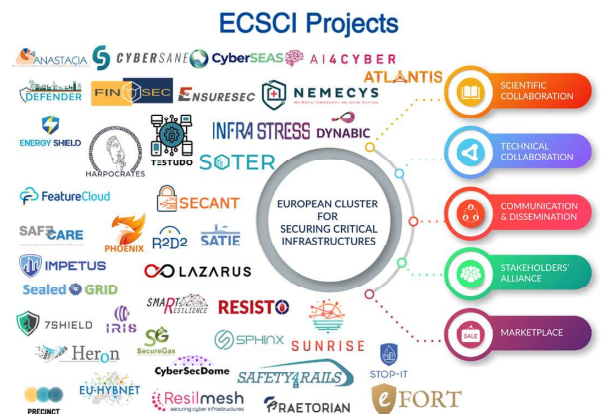 ECSCI Projects
ANASTACIA
CYBERSANE
CyberSEAS
AI4CYBER
ATLANTIS
DEFENDER
FINSEC
ENSURESEC
NEMECYS
ENERGY SHIELD
HARPOCRATES
TESTUDO
INFRA STRESS
DYNABIC
SOTER
FeatureCloud
SECANT
SAFE CARE
PHOENIX
R2D2
SATIE
IMPETUS
LAZARUS
Sealed GRID
SMART RESILIENCE
RESISTO
SUNRISE
7SHIELD
IRIS
SecureGas
SPHINX
Heron
CyberSecDome
SAFETY4RAILS
STOP-IT
PRECINCT
EU-HYBNET
Resilmesh
securing cyber infrastructures
PRAETORIAN
eFORT
EUROPEAN CLUSTER
FOR
SECURING CRITICAL
INFRASTRUCTURES
SCIENTIFIC
COLLABORATION
TECHNICAL
COLLABORATION
COMMUNICATION
& DISSEMINATION
STAKEHOLDERS'
ALLIANCE
SALE
MARKETPLACE